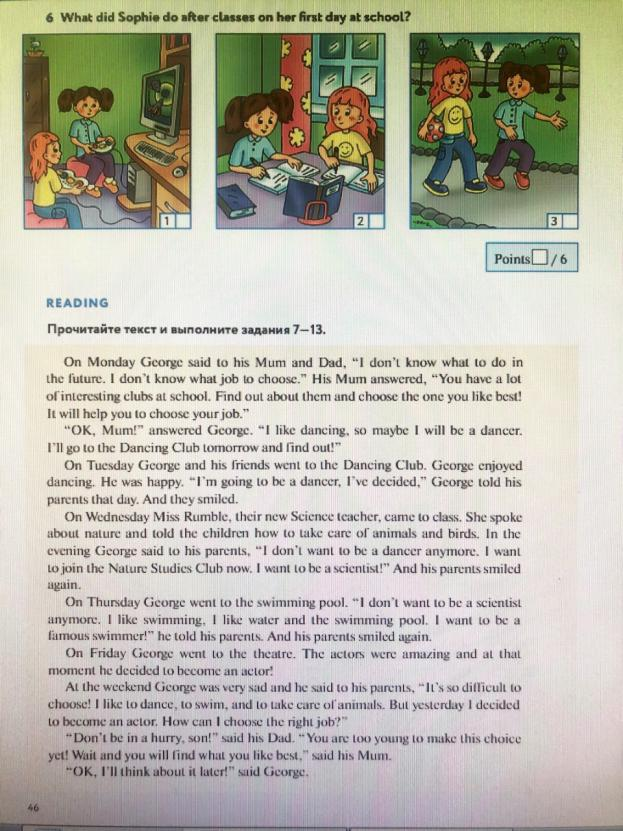 6 What did Sophie do after classes on her first day at school?
1
2
3
Points / 6
READING
Прочитайте текст и выполните задания 7–13.
On Monday George said to his Mum and Dad, “I don’t know what to do in
the future. I don’t know what job to choose.” His Mum answered, “You have a lot
of interesting clubs at school. Find out about them and choose the one you like best!
It will help you to choose your job.”
“OK, Mum!” answered George. “I like dancing, so maybe I will be a dancer.
I’ll go to the Dancing Club tomorrow and find out!”
On Tuesday George and his friends went to the Dancing Club. George enjoyed
dancing. He was happy. “I’m going to be a dancer, I’ve decided,” George told his
parents that day. And they smiled.
On Wednesday Miss Rumble, their new Science teacher, came to class. She spoke
about nature and told the children how to take care of animals and birds. In the
evening George said to his parents, “I don’t want to be a dancer anymore. I want
to join the Nature Studies Club now. I want to be a scientist!” And his parents smiled
again.
On Thursday George went to the swimming pool. “I don’t want to be a scientist
anymore. I like swimming, I like water and the swimming pool. I want to be a
famous swimmer!” he told his parents. And his parents smiled again.
On Friday George went to the theatre. The actors were amazing and at that
moment he decided to become an actor!
At the weekend George was very sad and he said to his parents, “It’s so difficult to
choose! I like to dance, to swim, and to take care of animals. But yesterday I decided
to become an actor. How can I choose the right job?”
“Don’t be in a hurry, son!” said his Dad. “You are too young to make this choice
yet! Wait and you will find what you like best,” said his Mum.
“OK, I’ll think about it later!” said George.
46